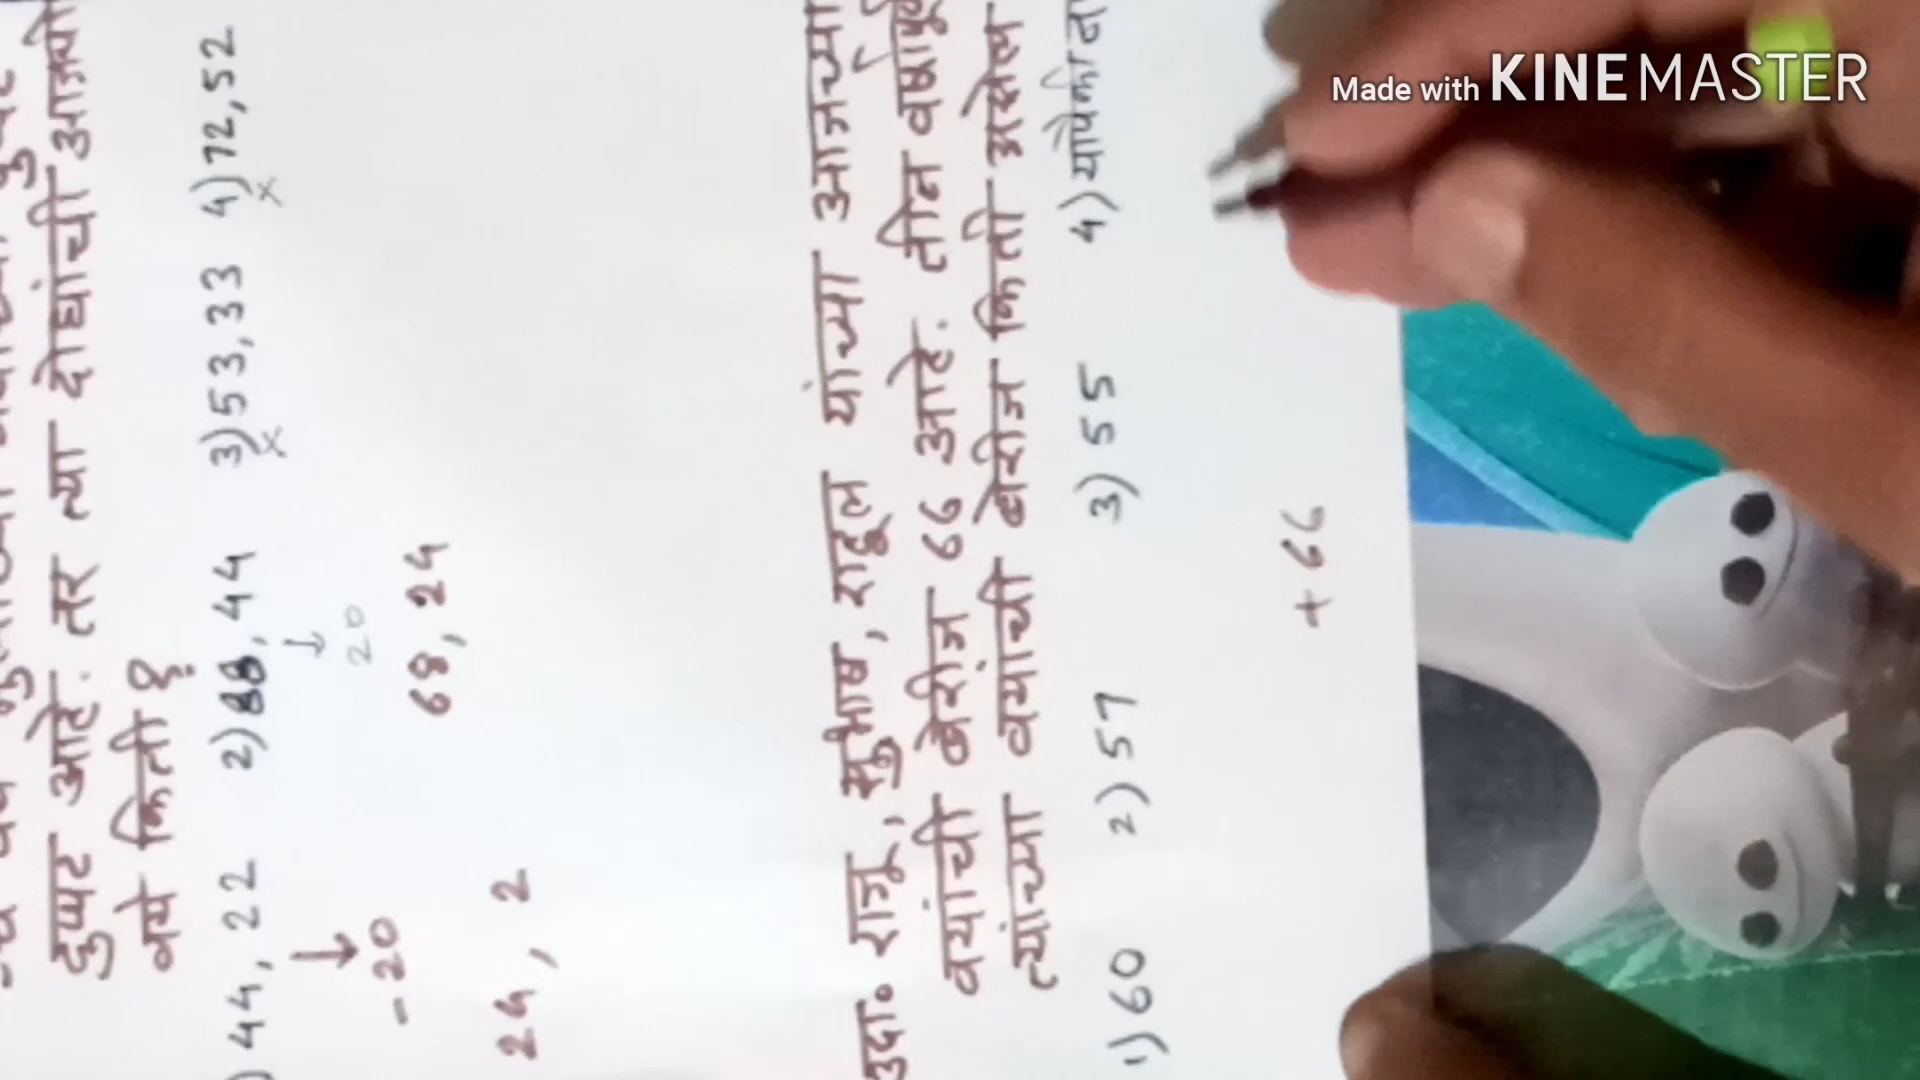 दुप्पट आहे. तर त्या दोघांची आजची
वये किती ?
44, 22 2) 88, 44 3) 53, 33 4) 72, 52
↓ ↓ × ×
-20 20
68, 24
24, 2
उदा० राजू, सुभाष, राहूल यांच्या आजच्या
वयांची बेरीज 66 आहे. तीन वर्षापूर्वी
त्यांच्या वयांची बेरीज किती असेल
1) 60 2) 57 3) 55 4) यापैकी
+ 66
Made with KINEMASTER